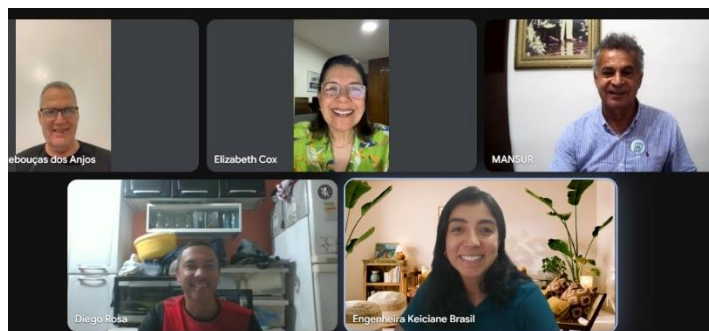 ebouças dos Anjos
Elizabeth Cox
MANSUR
Diego Rosa
Engenheira Keiciane Brasil